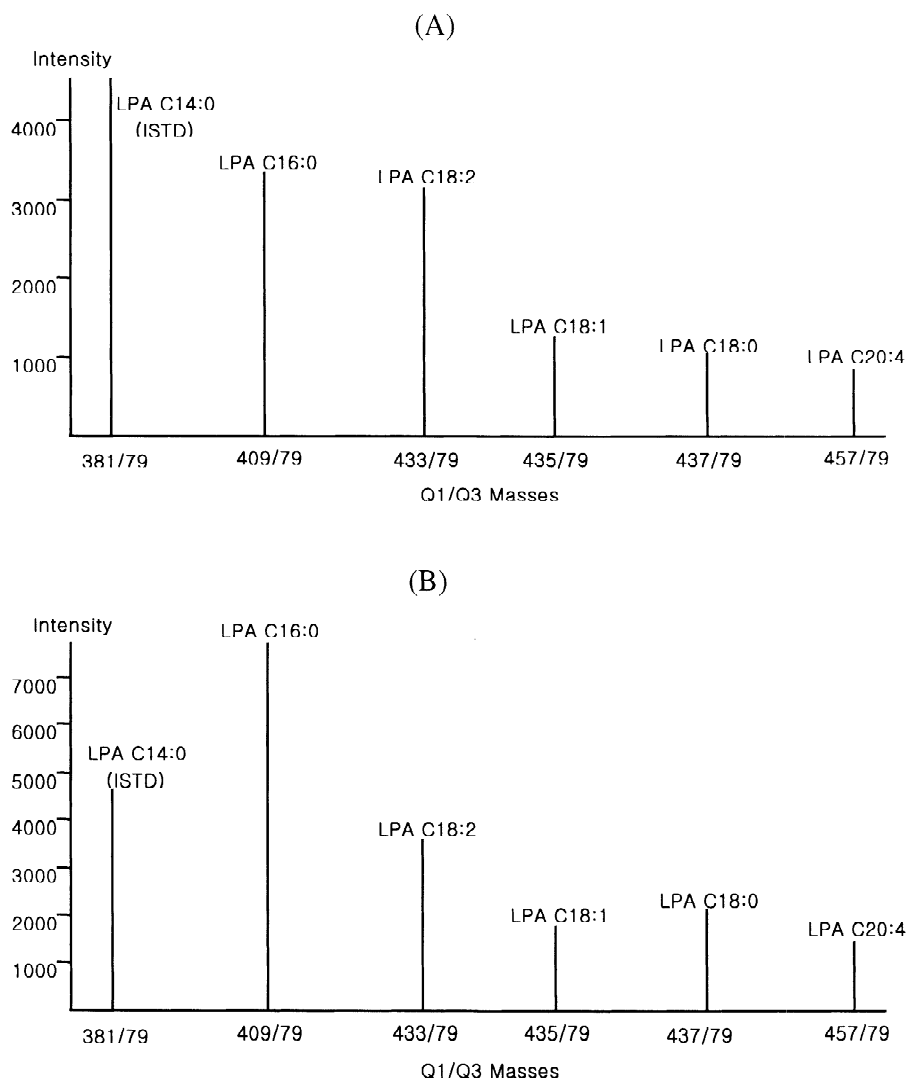 (A)
Intensity
LPA C14:0
(ISTD)
4000
LPA C16:0
LPA C18:2
3000
2000
LPA C18:1
LPA C18:0
LPA C20:4
1000
381/79 409/79 433/79 435/79 437/79 457/79
Q1/Q3 Masses
(B)
Intensity
LPA C16:0
7000
6000
LPA C14:0
(ISTD)
5000
4000
LPA C18:2
3000
LPA C18:0
2000
LPA C18:1
LPA C20:4
1000
381/79 409/79 433/79 435/79 437/79 457/79
Q1/Q3 Masses